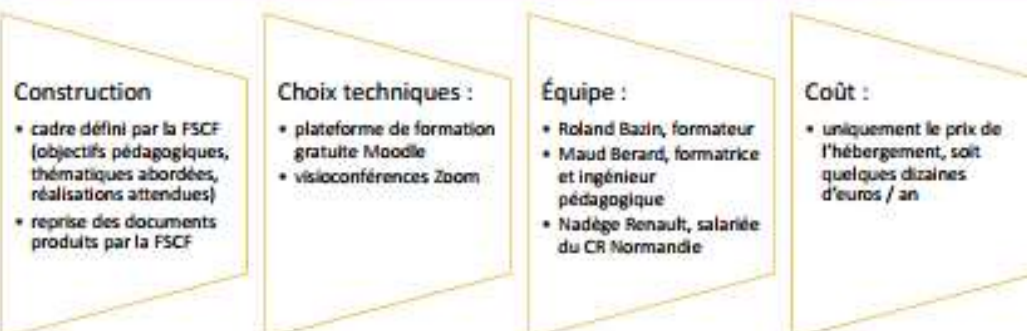 Construction
• cadre défini par la FSCF
(objectifs pédagogiques,
thématiques abordées,
réalisations attendues)
• reprise des documents
produits par la FSCF
Choix techniques :
• plateforme de formation
gratuite Moodle
• visioconférences Zoom
Équipe :
• Roland Bazin, formateur
• Maud Berard, formatrice
et ingénieur
pédagogique
• Nadège Renault, salariée
du CR Normandie
Coût :
• uniquement le prix de
l'hébergement, soit
quelques dizaines
d'euros / an